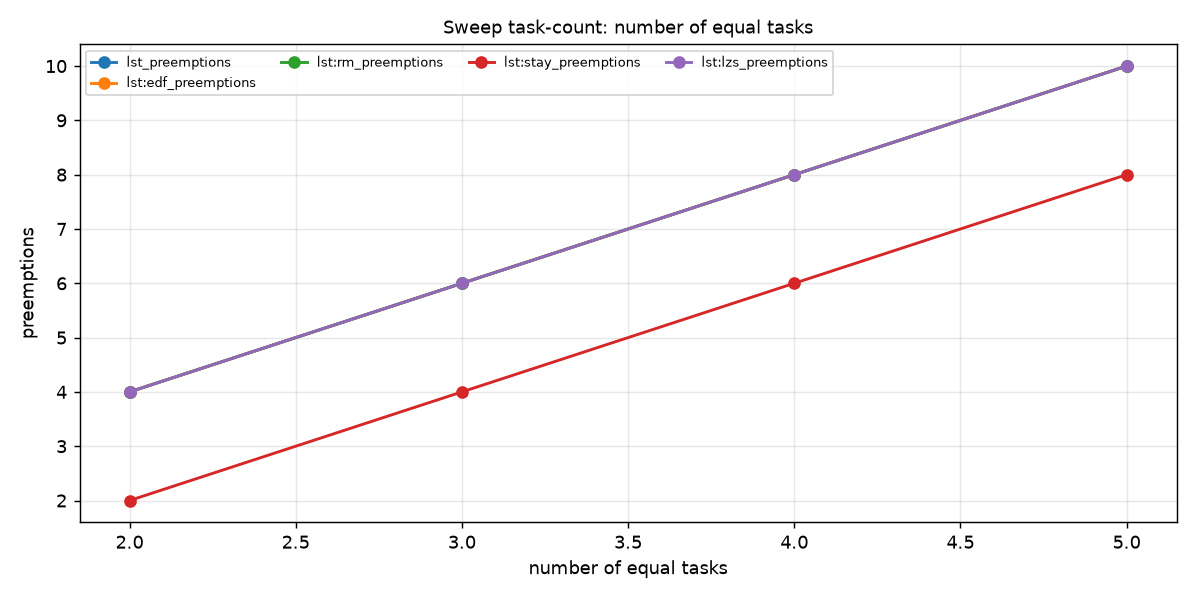 Sweep task-count: number of equal tasks
lst_preemptions
lst:edf_preemptions
lst:rm_preemptions
lst:stay_preemptions
lst:lzs_preemptions
preemptions
10
9
8
7
6
5
4
3
2
2.0 2.5 3.0 3.5 4.0 4.5 5.0
number of equal tasks